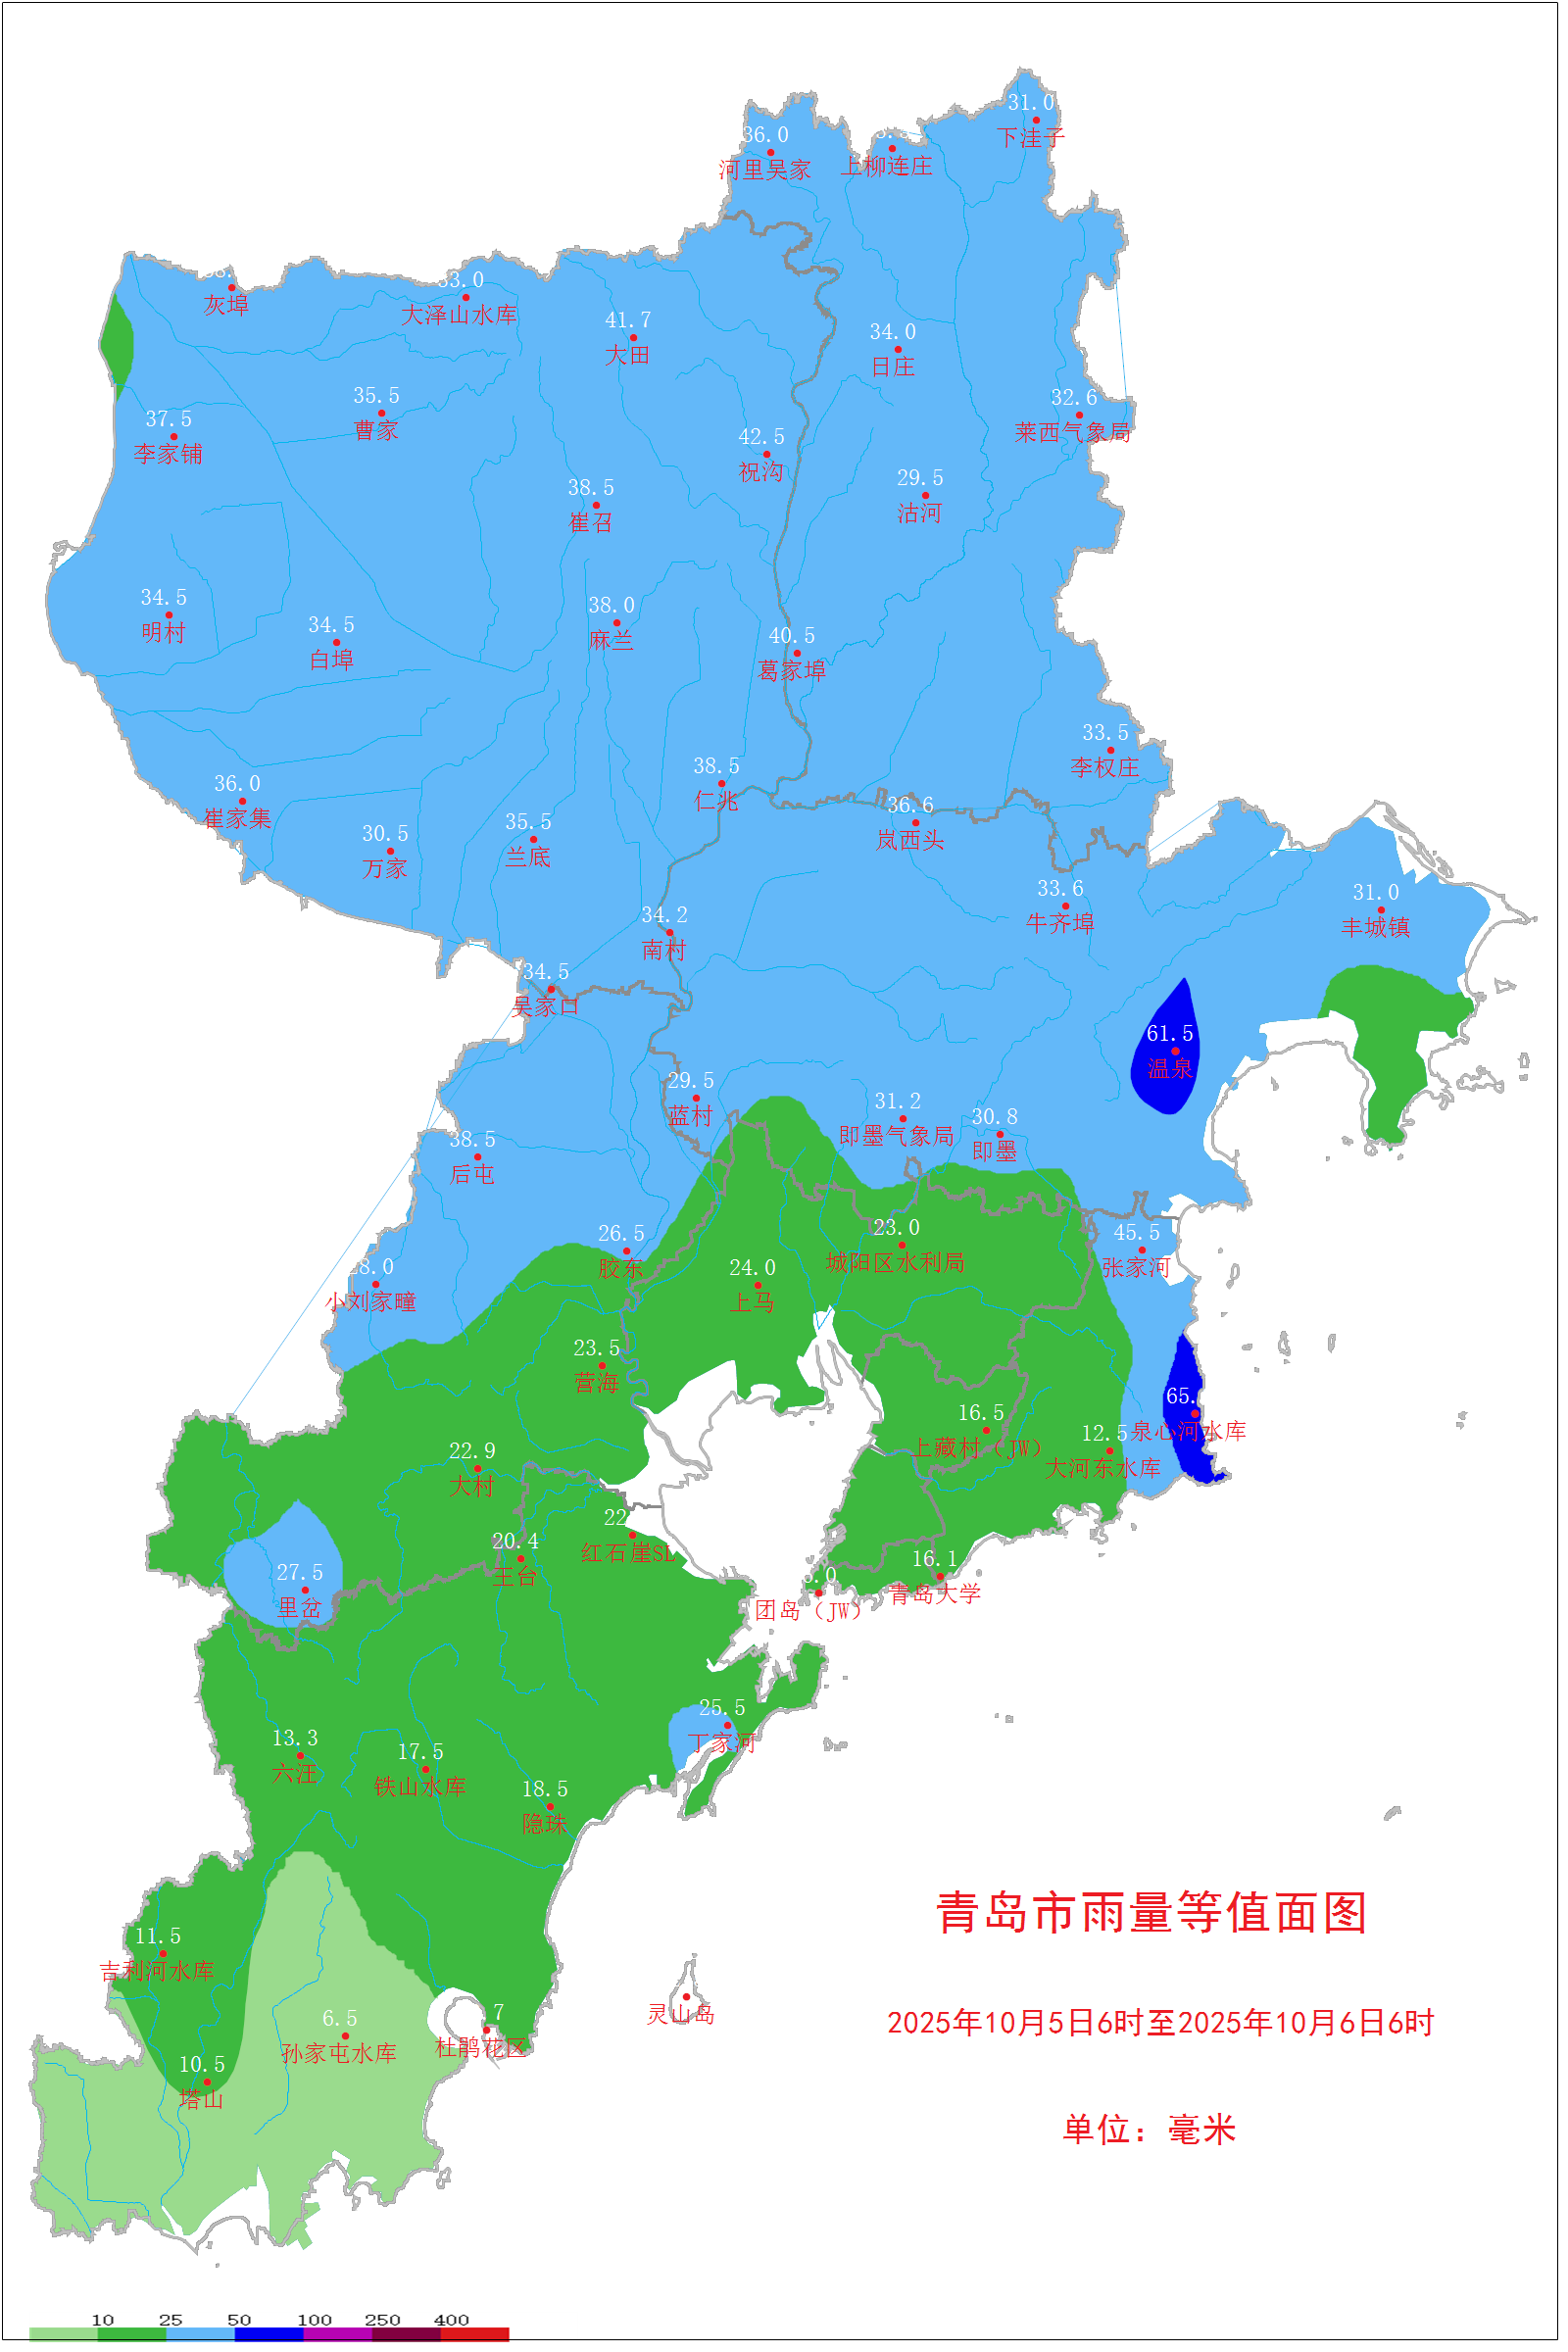 31.0
下洼子
36.0
河里吴家
上柳连庄
灰埠
33.0
大泽山水库
41.7
大田
34.0
日庄
35.5
曹家
32.6
莱西气象局
37.5
李家铺
42.5
祝沟
29.5
沽河
38.5
崔召
34.5
明村
34.5
白埠
38.0
麻兰
40.5
葛家埠
33.5
李权庄
38.5
仁兆
36.0
崔家集
36.6
岚西头
30.5
万家
35.5
兰底
33.6
牛齐埠
31.0
丰城镇
34.2
南村
34.5
吴家口
61.5
温泉
29.5
蓝村
31.2
即墨气象局
30.8
即墨
38.5
后屯
26.5
胶东
23.0
城阳区水利局
45.5
张家河
28.0
小刘家疃
24.0
上马
23.5
营海
65.
泉心河水库
16.5
上藏村（JW）
12.5
大河东水库
22.9
大村
22
红石崖SL
20.4
王台
27.5
里岔
.0
团岛（JW）
16.1
青岛大学
25.5
丁家河
13.3
六汪
17.5
铁山水库
18.5
隐珠
青岛市雨量等值面图
11.5
吉利河水库
灵山岛
2025年10月5日6时至2025年10月6日6时
6.5
孙家屯水库
7
杜鹃花区
10.5
塔山
单位：毫米
10 25 50 100 250 400